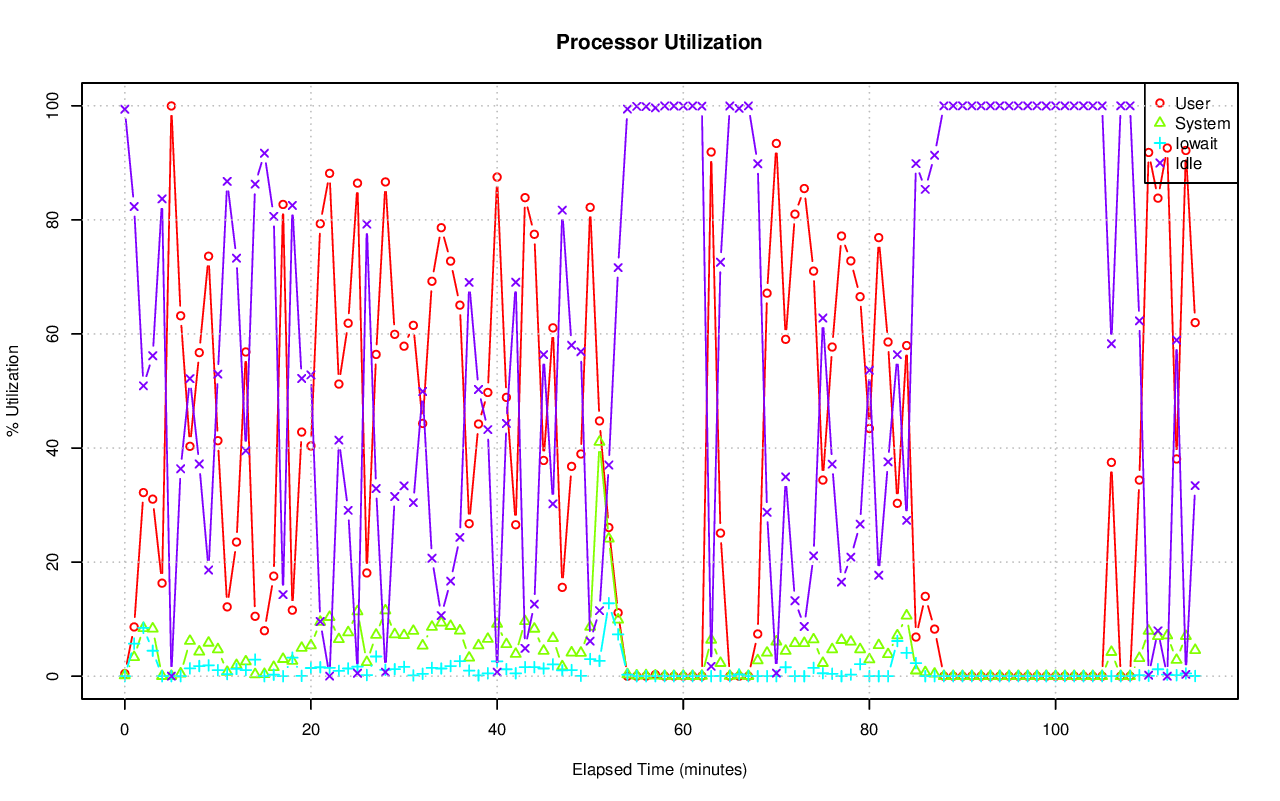 Processor Utilization
User
System
Iowait
Idle
100
80
60
40
20
0
% Utilization
0 20 40 60 80 100
Elapsed Time (minutes)